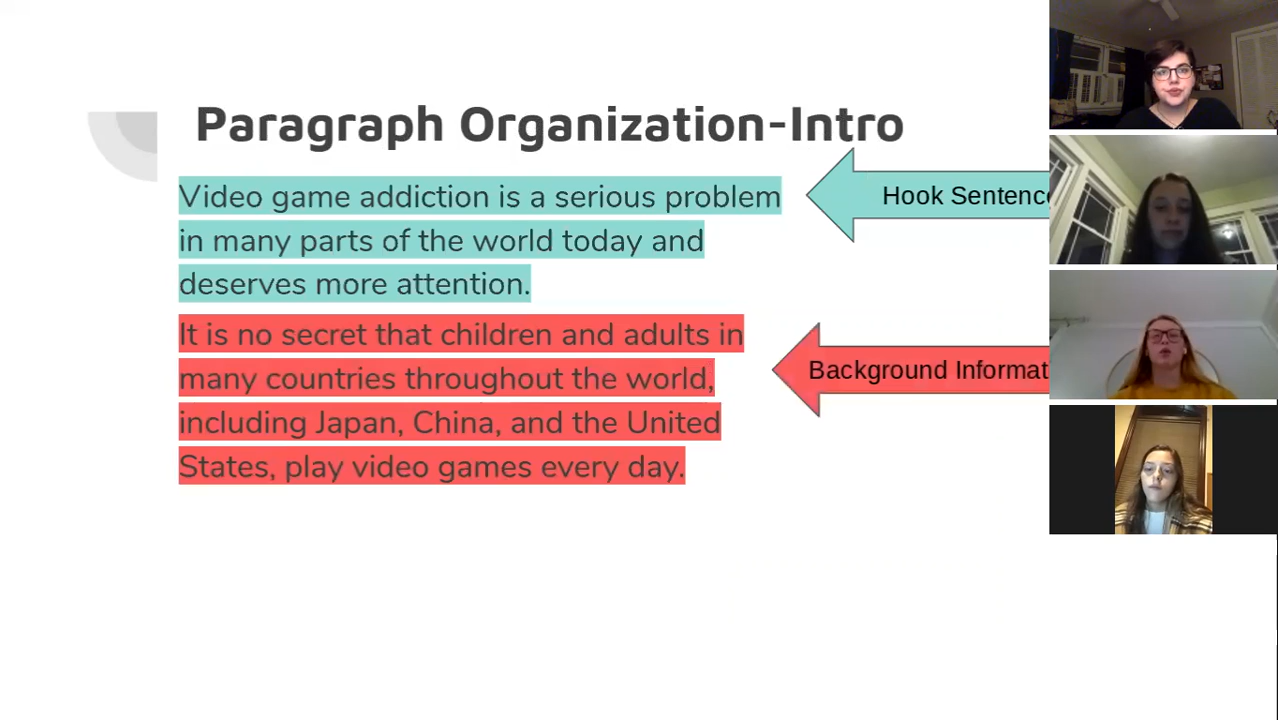 Paragraph Organization-Intro
Video game addiction is a serious problem
in many parts of the world today and
deserves more attention.
Hook Sentence
It is no secret that children and adults in
many countries throughout the world,
including Japan, China, and the United
States, play video games every day.
Background Informat